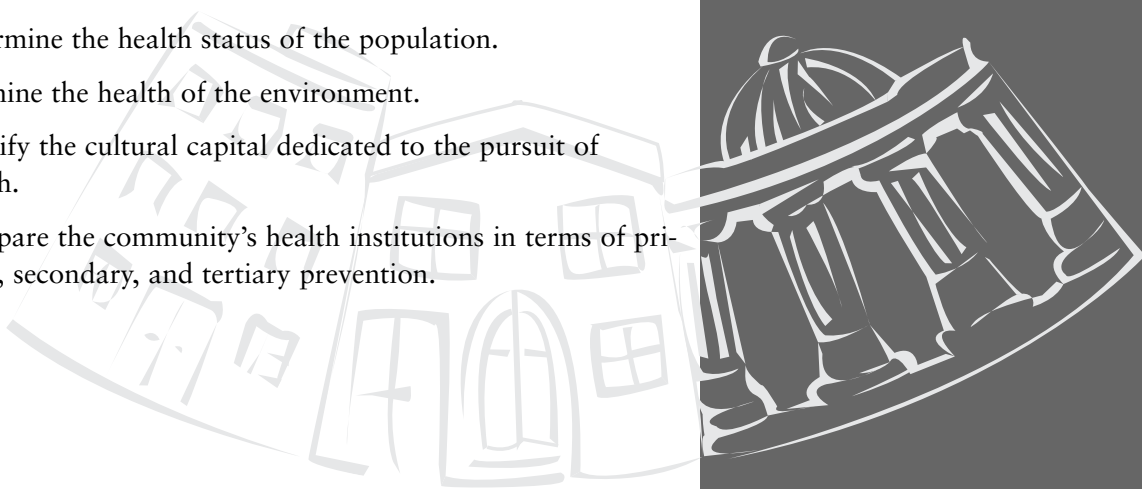 rmine the health status of the population.
nine the health of the environment.
ify the cultural capital dedicated to the pursuit of
h.
pare the community’s health institutions in terms of pri-
, secondary, and tertiary prevention.